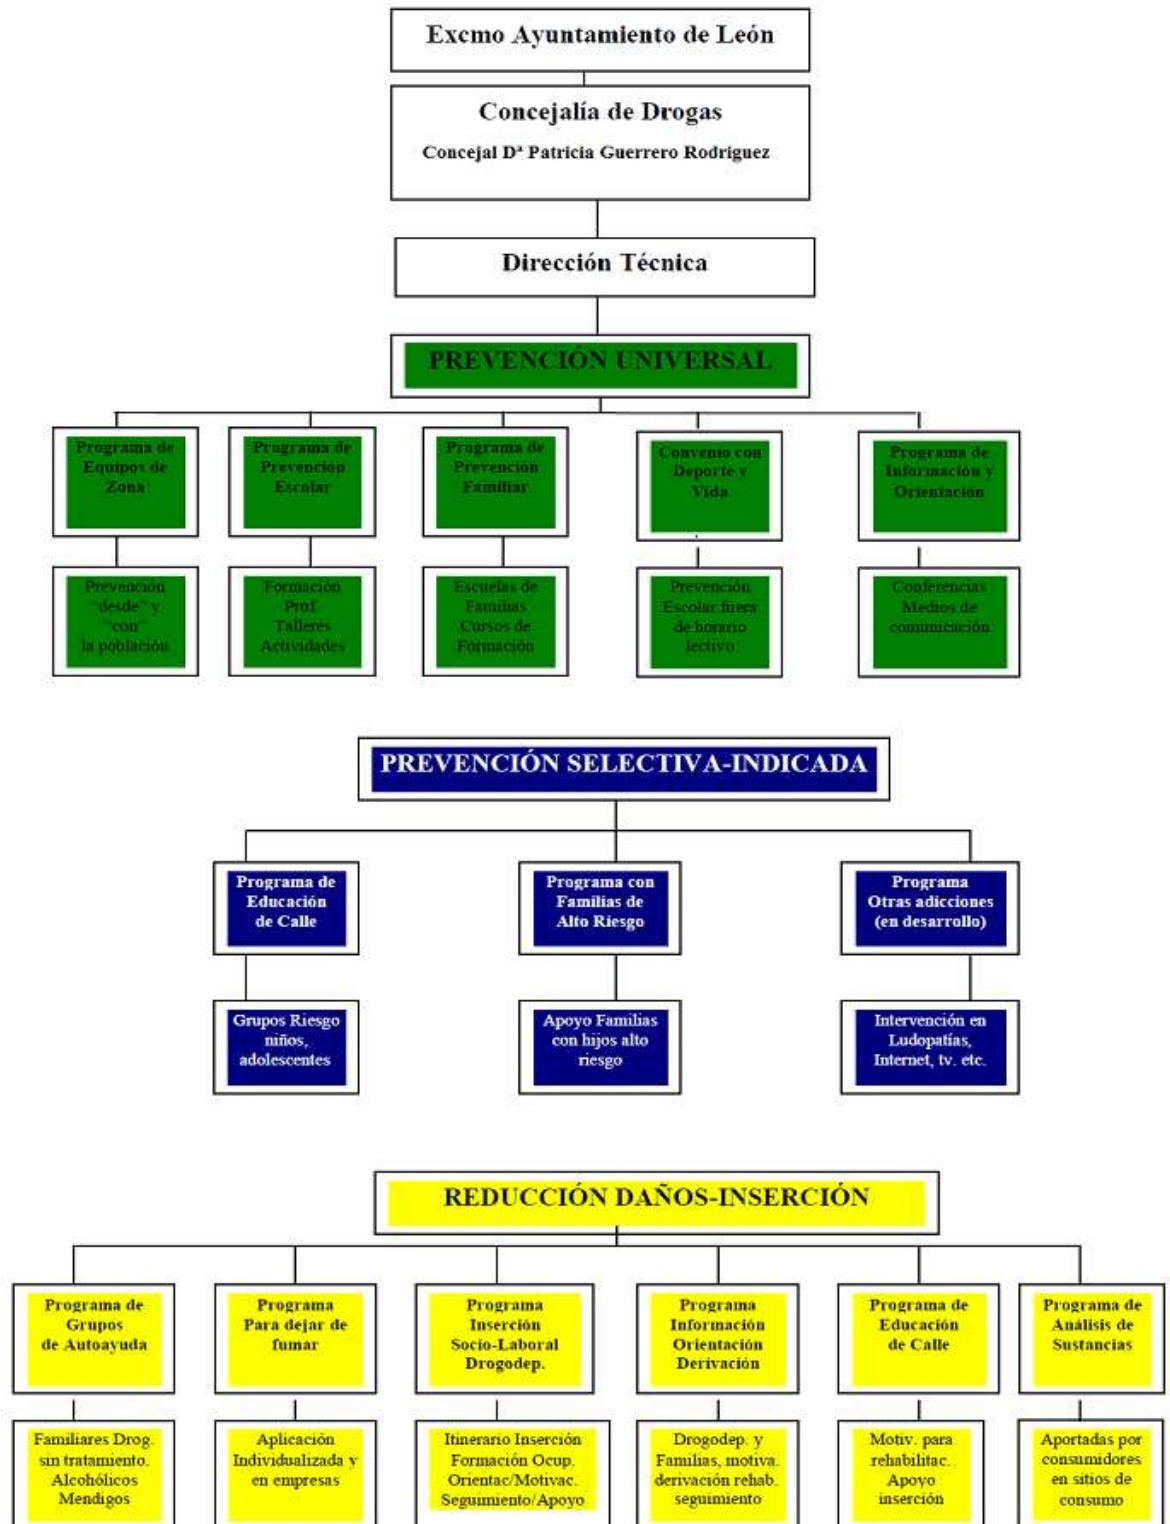 Excmo Ayuntamiento de León
Concejalía de Drogas
Concejal Dª Patricia Guerrero Rodriguez
Dirección Técnica
PREVENCIÓN UNIVERSAL
Programa de
Equipos de
Zona
Programa de
Prevención
Escolar
Programa de
Prevención
Familiar
Convenio con
Deporte y
Vida
Programa de
Información y
Orientación
Prevención
"desde" y
"con"
la población
Formación
Prof.
Talleres
Actividades
Escuelas de
Familias
Cursos de
Formación
Prevención
Escolar fuera
de horario
lectivo
Conferencias
Medios de
comunicación
PREVENCIÓN SELECTIVA-INDICADA
Programa de
Educación
de Calle
Programa con
Familias de
Alto Riesgo
Programa
Otras adicciones
(en desarrollo)
Grupos Riesgo
niños,
adolescentes
Apoyo Familias
con hijos alto
riesgo
Intervención en
Ludopatías,
Internet, tv. etc.
REDUCCIÓN DAÑOS-INSERCIÓN
Programa de
Grupos
de Autoayuda
Programa
Para dejar de
fumar
Programa
Inserción
Socio-Laboral
Drogodep.
Programa
Información
Orientación
Derivación
Programa de
Educación
de Calle
Programa de
Análisis de
Sustancias
Familiares Drog.
sin tratamiento.
Alcohólicos
Mendigos
Aplicación
Individualizada y
en empresas
Itinerario Inserción
Formación Ocup.
Orientac/Motivac.
Seguimiento/Apoyo
Drogodep. y
Familias, motiva.
derivación rehab.
seguimiento
Motiv. para
rehabilitac.
Apoyo
inserción
Aportadas por
consumidores
en sitios de
consumo